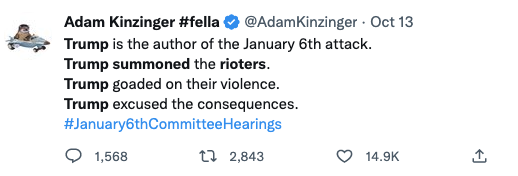 Adam Kinzinger #fella @AdamKinzinger · Oct 13
Trump is the author of the January 6th attack.
Trump summoned the rioters.
Trump goaded on their violence.
Trump excused the consequences.
#January6thCommitteeHearings
1,568 2,843 14.9K